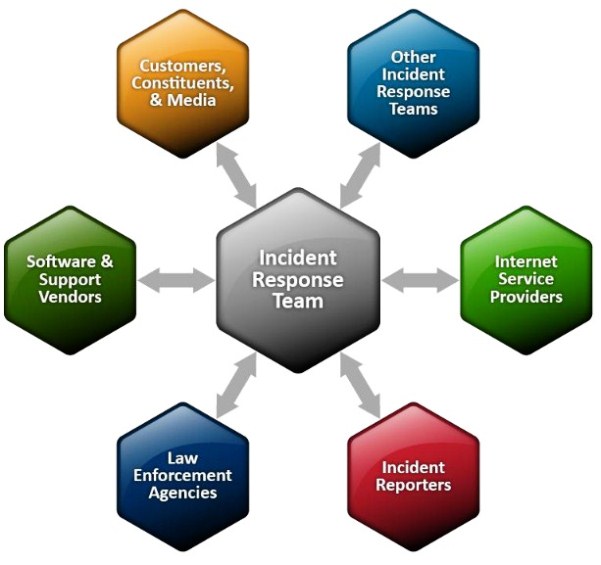 Customers,
Constituents,
& Media
Other
Incident
Response
Teams
Software &
Support
Vendors
Incident
Response
Team
Internet
Service
Providers
Law
Enforcement
Agencies
Incident
Reporters